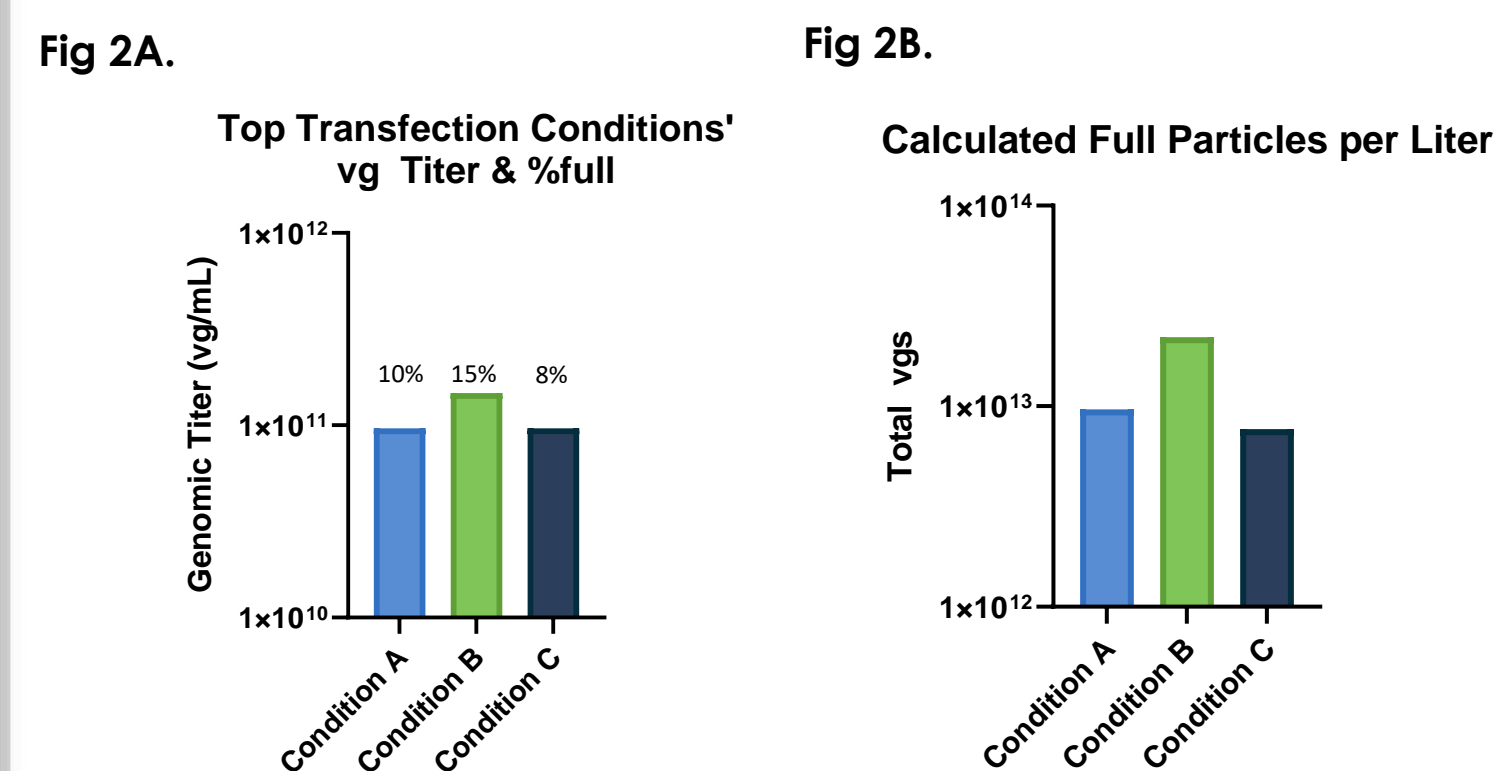 Fig 2A.
Top Transfection Conditions'
vg Titer & %full
Genomic Titer (vg/mL)
1×10¹²
1×10¹¹
1×10¹⁰
10% 15% 8%
Condition A
Condition B
Condition C
Fig 2B.
Calculated Full Particles per Liter
Total vgs
1×10¹⁴
1×10¹³
1×10¹²
Condition A
Condition B
Condition C